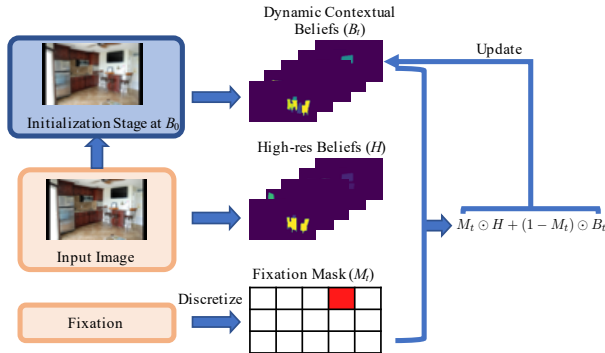 Dynamic Contextual
Beliefs (Bₜ)
Update
Initialization Stage at B₀
High-res Beliefs (H)
Input Image
Mₜ ⊙ H + (1 − Mₜ) ⊙ Bₜ
Fixation Mask (Mₜ)
Discretize
Fixation